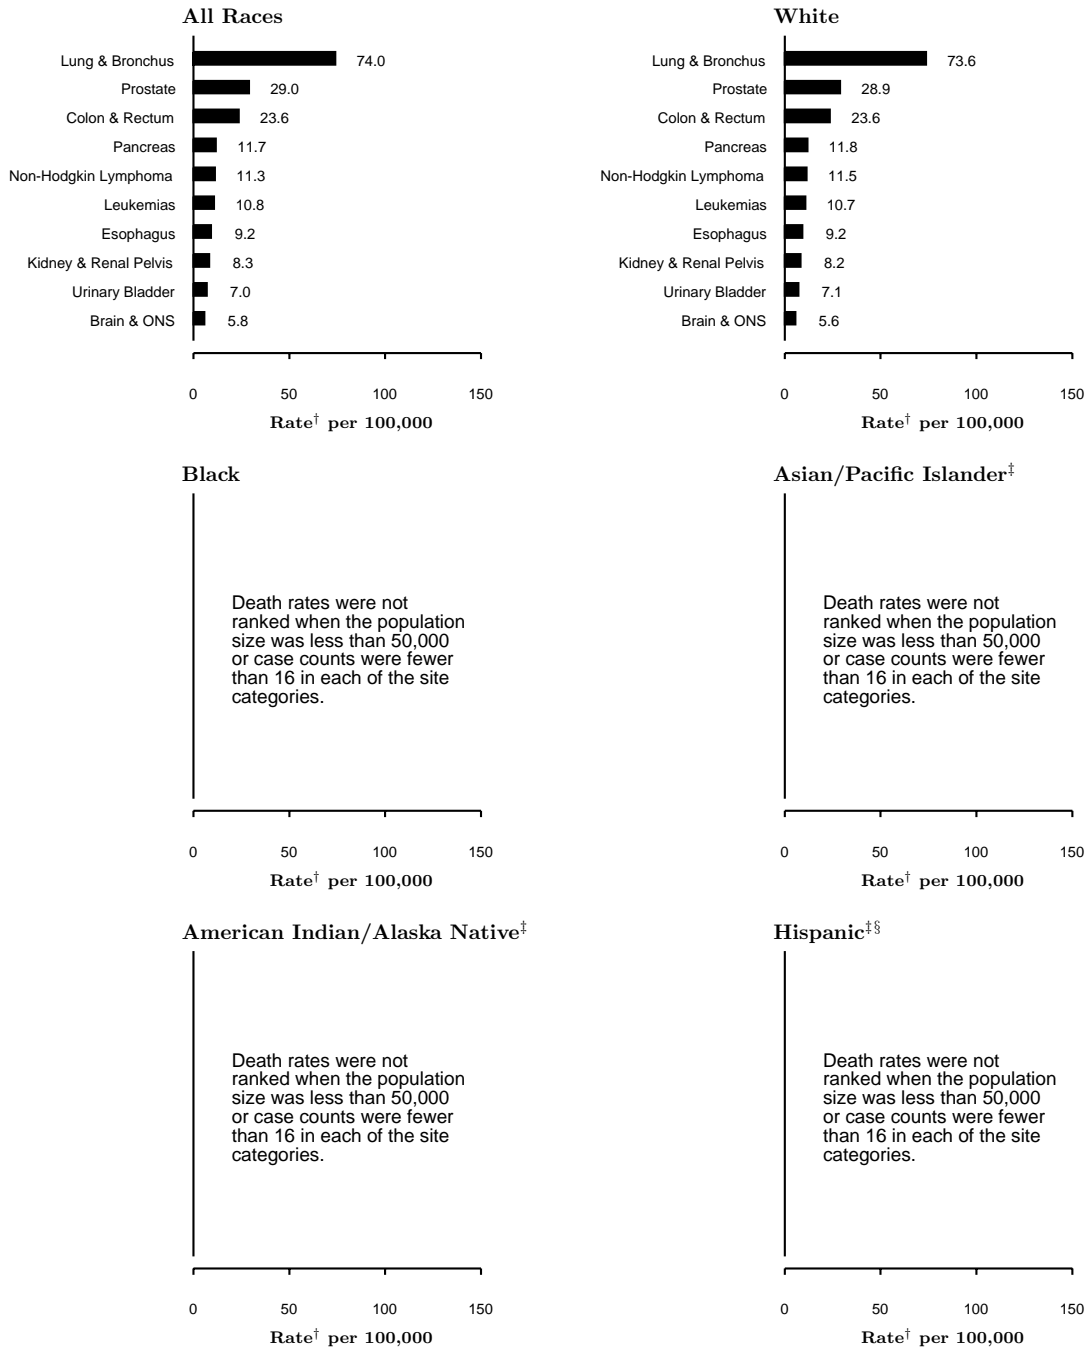 All Races
Lung & Bronchus 74.0
Prostate 29.0
Colon & Rectum 23.6
Pancreas 11.7
Non-Hodgkin Lymphoma 11.3
Leukemias 10.8
Esophagus 9.2
Kidney & Renal Pelvis 8.3
Urinary Bladder 7.0
Brain & ONS 5.8
0 50 100 150
Rate† per 100,000
White
Lung & Bronchus 73.6
Prostate 28.9
Colon & Rectum 23.6
Pancreas 11.8
Non-Hodgkin Lymphoma 11.5
Leukemias 10.7
Esophagus 9.2
Kidney & Renal Pelvis 8.2
Urinary Bladder 7.1
Brain & ONS 5.6
0 50 100 150
Rate† per 100,000
Black
Death rates were not
ranked when the population
size was less than 50,000
or case counts were fewer
than 16 in each of the site
categories.
0 50 100 150
Rate† per 100,000
Asian/Pacific Islander‡
Death rates were not
ranked when the population
size was less than 50,000
or case counts were fewer
than 16 in each of the site
categories.
0 50 100 150
Rate† per 100,000
American Indian/Alaska Native‡
Death rates were not
ranked when the population
size was less than 50,000
or case counts were fewer
than 16 in each of the site
categories.
0 50 100 150
Rate† per 100,000
Hispanic‡§
Death rates were not
ranked when the population
size was less than 50,000
or case counts were fewer
than 16 in each of the site
categories.
0 50 100 150
Rate† per 100,000